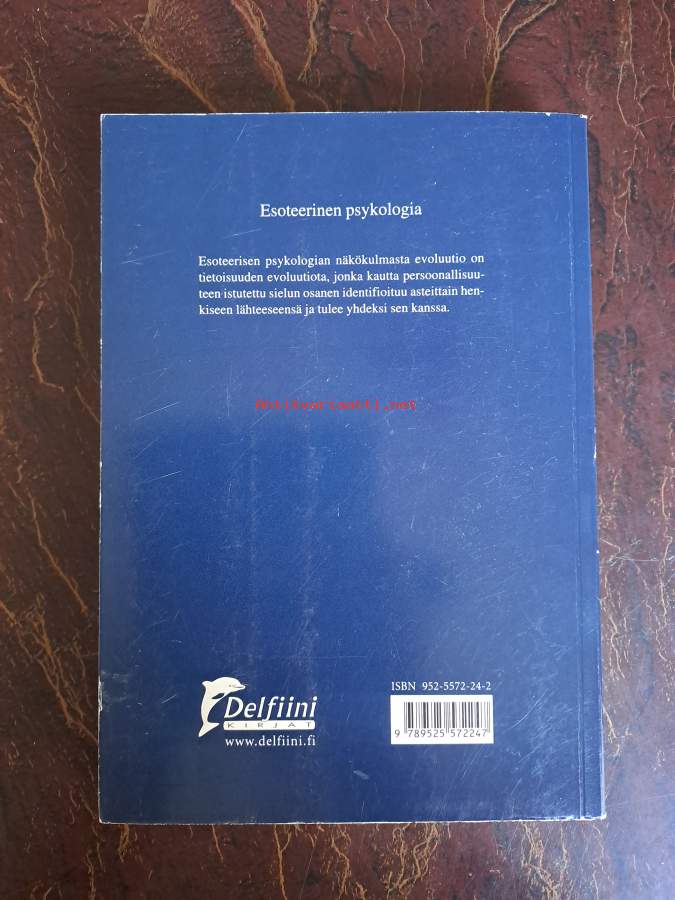 Esoteerinen psykologia
Esoteerisen psykologian näkökulmasta evoluutio on
tietoisuuden evoluutiota, jonka kautta persoonallisuu-
teen istutettu sielun osanen identifioituu asteittain hen-
kiseen lähteeseensä ja tulee yhdeksi sen kanssa.
Antikvariaatti.net
Delfiini
KIRJAT
www.delfiini.fi
ISBN 952-5572-24-2
9 789525 572247